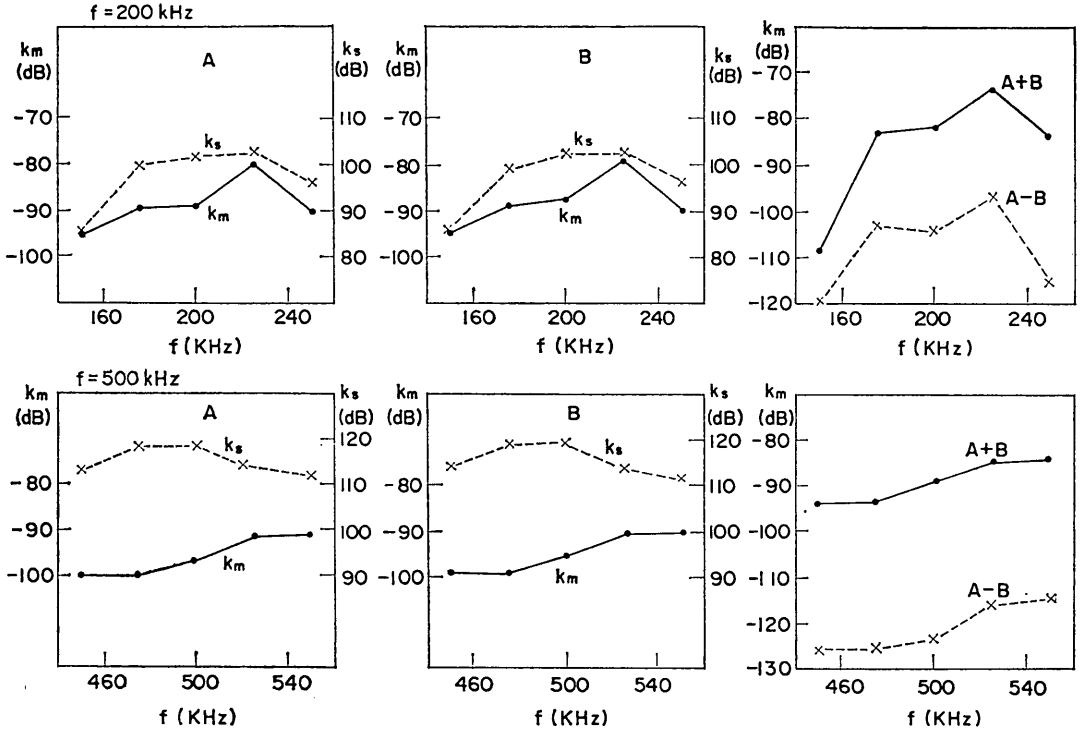 f = 200 KHz
km
(dB)
A
ks
(dB)
-70
-80
-90
-100
110
100
90
80
ks
km
160
200
240
f (KHz)
km
(dB)
B
ks
(dB)
-70
-80
-90
-100
110
100
90
80
ks
km
160
200
240
f (KHz)
km
(dB)
-70
-80
-90
-100
-110
-120
A+B
A-B
160
200
240
f (KHz)
f = 500 kHz
km
(dB)
A
ks
(dB)
-80
-90
-100
120
110
100
90
ks
km
460
500
540
f (KHz)
km
(dB)
B
ks
(dB)
-80
-90
-100
120
110
100
90
ks
km
460
500
540
f (KHz)
km
(dB)
-80
-90
-100
-110
-120
-130
A+B
A-B
460
500
540
f (KHz)